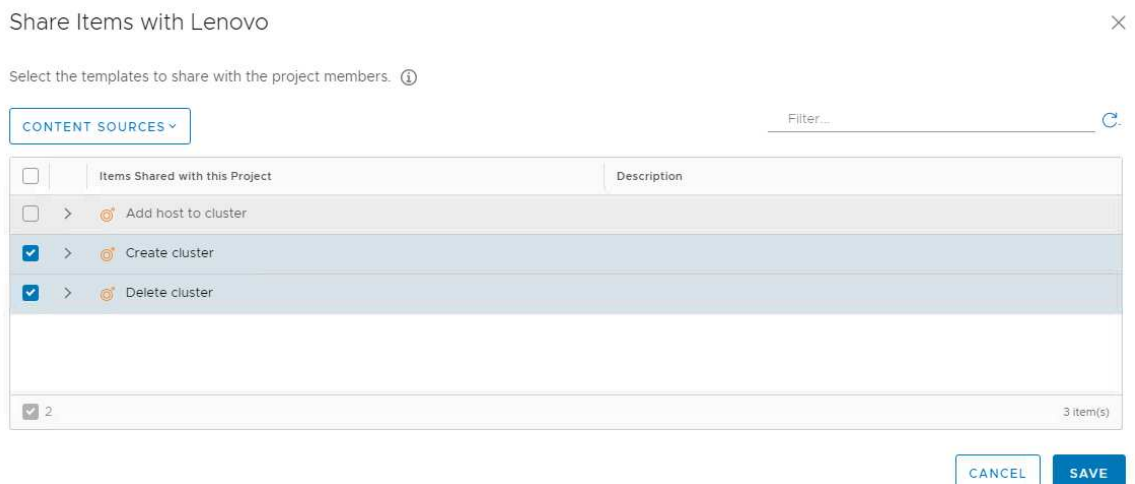 Share Items with Lenovo
Select the templates to share with the project members.
CONTENT SOURCES
Filter...
Items Shared with this Project Description
Add host to cluster
Create cluster
Delete cluster
2 3 item(s)
CANCEL SAVE